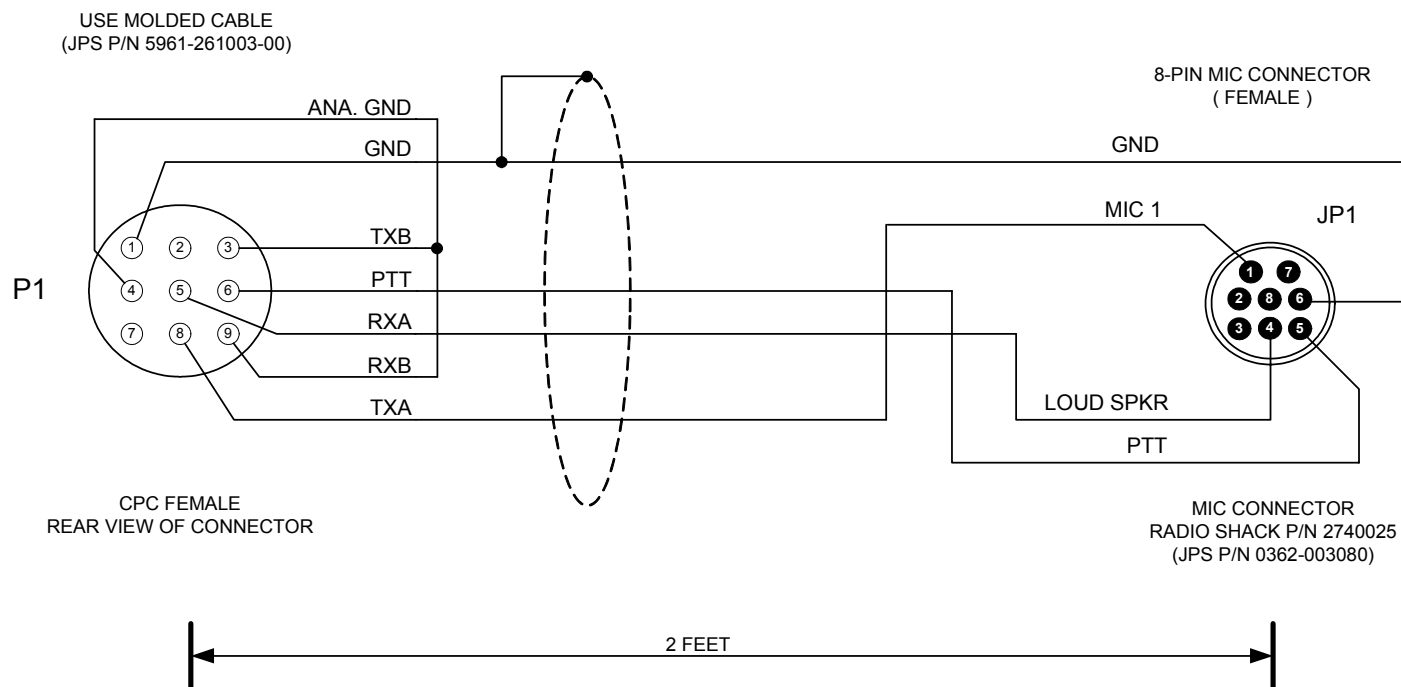 USE MOLDED CABLE
(JPS P/N 5961-261003-00)
8-PIN MIC CONNECTOR
( FEMALE )
ANA. GND
GND
GND
TXB
PTT
RXA
RXB
TXA
MIC 1
JP1
P1
1 2 3
4 5 6
7 8 9
1 7
2 8 6
3 4 5
LOUD SPKR
PTT
CPC FEMALE
REAR VIEW OF CONNECTOR
MIC CONNECTOR
RADIO SHACK P/N 2740025
(JPS P/N 0362-003080)
2 FEET